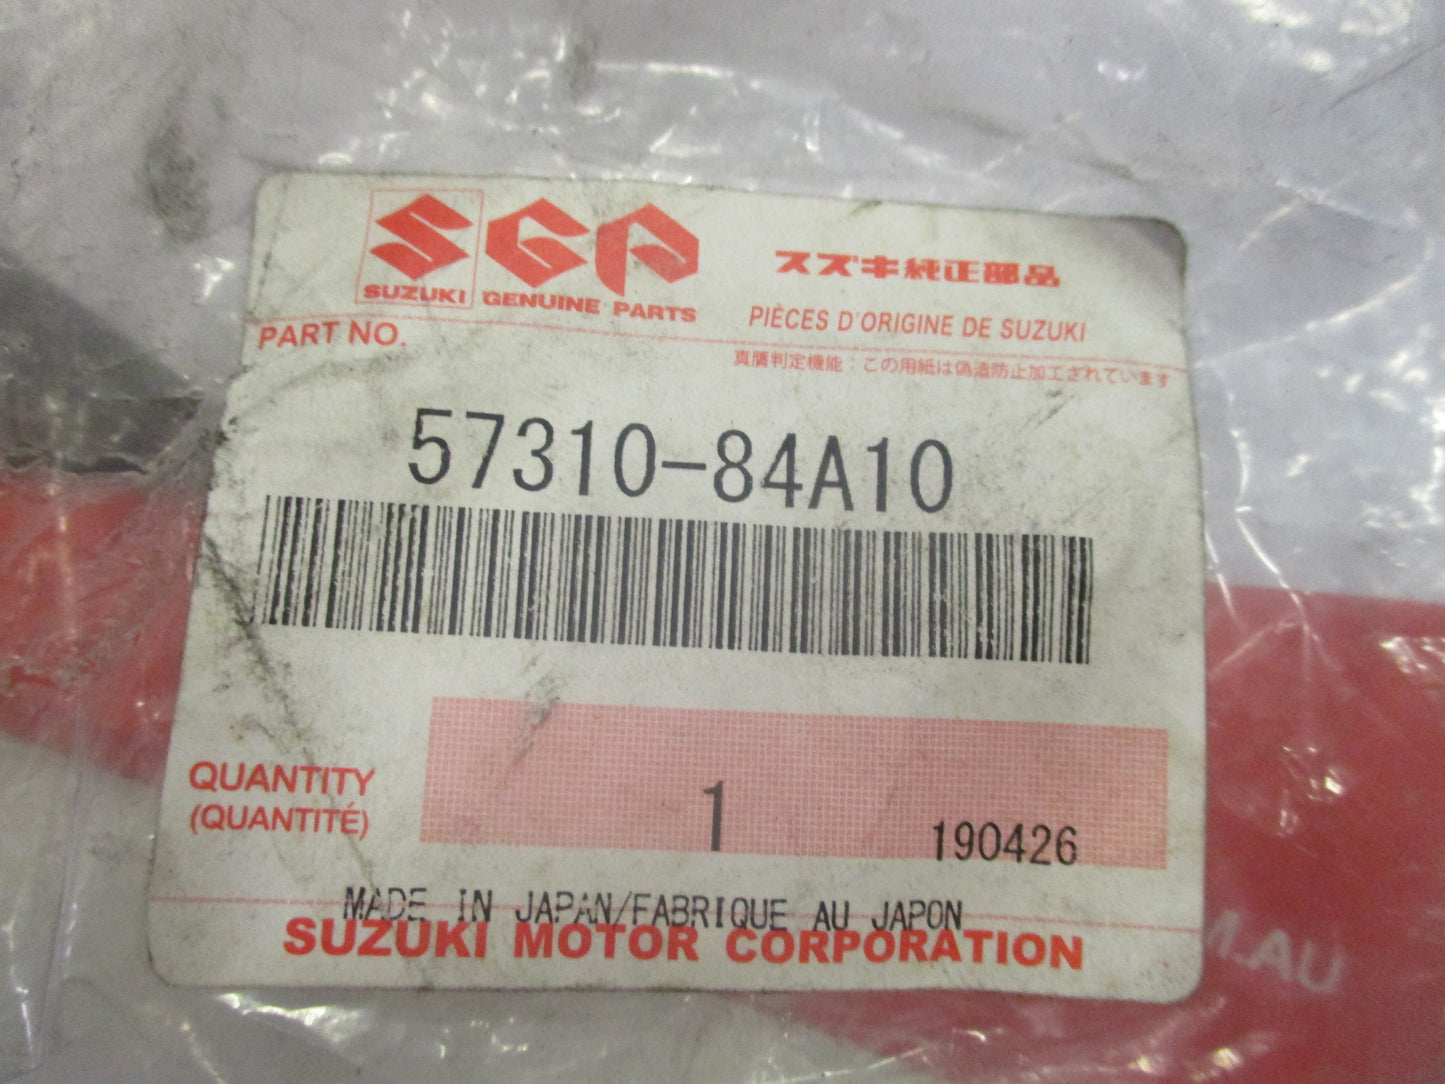 SGP
SUZUKI GENUINE PARTS
スズキ純正部品
PIÈCES D'ORIGINE DE SUZUKI
PART NO.
真贋判定機能：この用紙は偽造防止加工されています
57310-84A10
QUANTITY
(QUANTITÉ)
1
190426
MADE IN JAPAN/FABRIQUE AU JAPON
SUZUKI MOTOR CORPORATION
M.AU